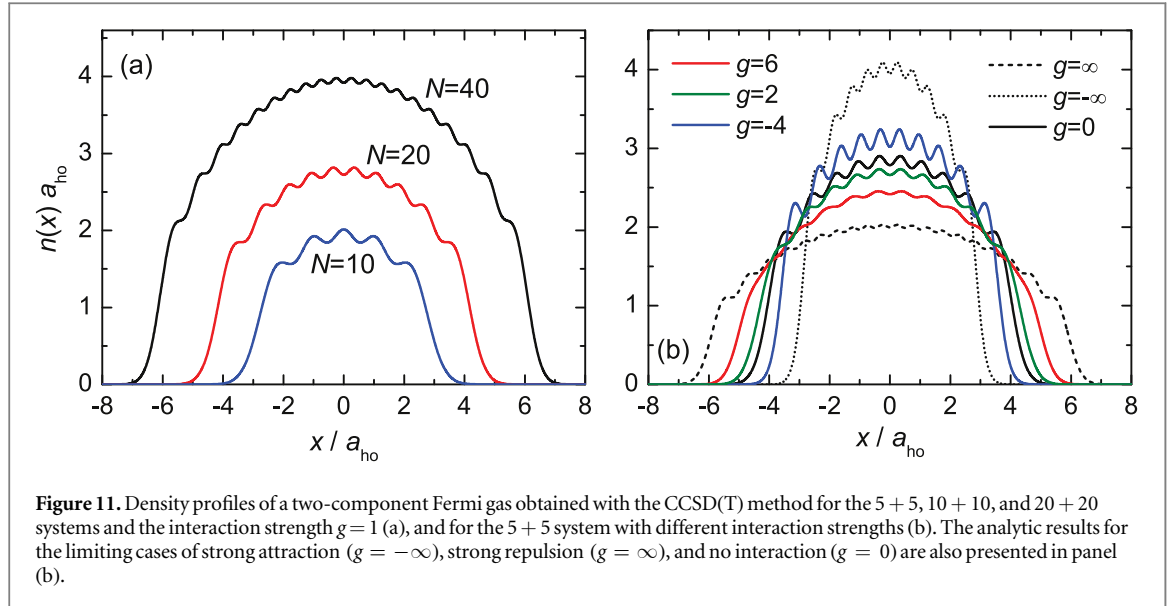 (a)
N=40
N=20
N=10
n(x) a_ho
4
3
2
1
0
-8 -6 -4 -2 0 2 4 6 8
x / a_ho
g=6
g=2
g=-4
g=∞
g=-∞
g=0
(b)
4
3
2
1
0
-8 -6 -4 -2 0 2 4 6 8
x / a_ho
Figure 11. Density profiles of a two-component Fermi gas obtained with the CCSD(T) method for the 5 + 5, 10 + 10, and 20 + 20
systems and the interaction strength g = 1 (a), and for the 5 + 5 system with different interaction strengths (b). The analytic results for
the limiting cases of strong attraction (g = −∞), strong repulsion (g = ∞), and no interaction (g = 0) are also presented in panel
(b).